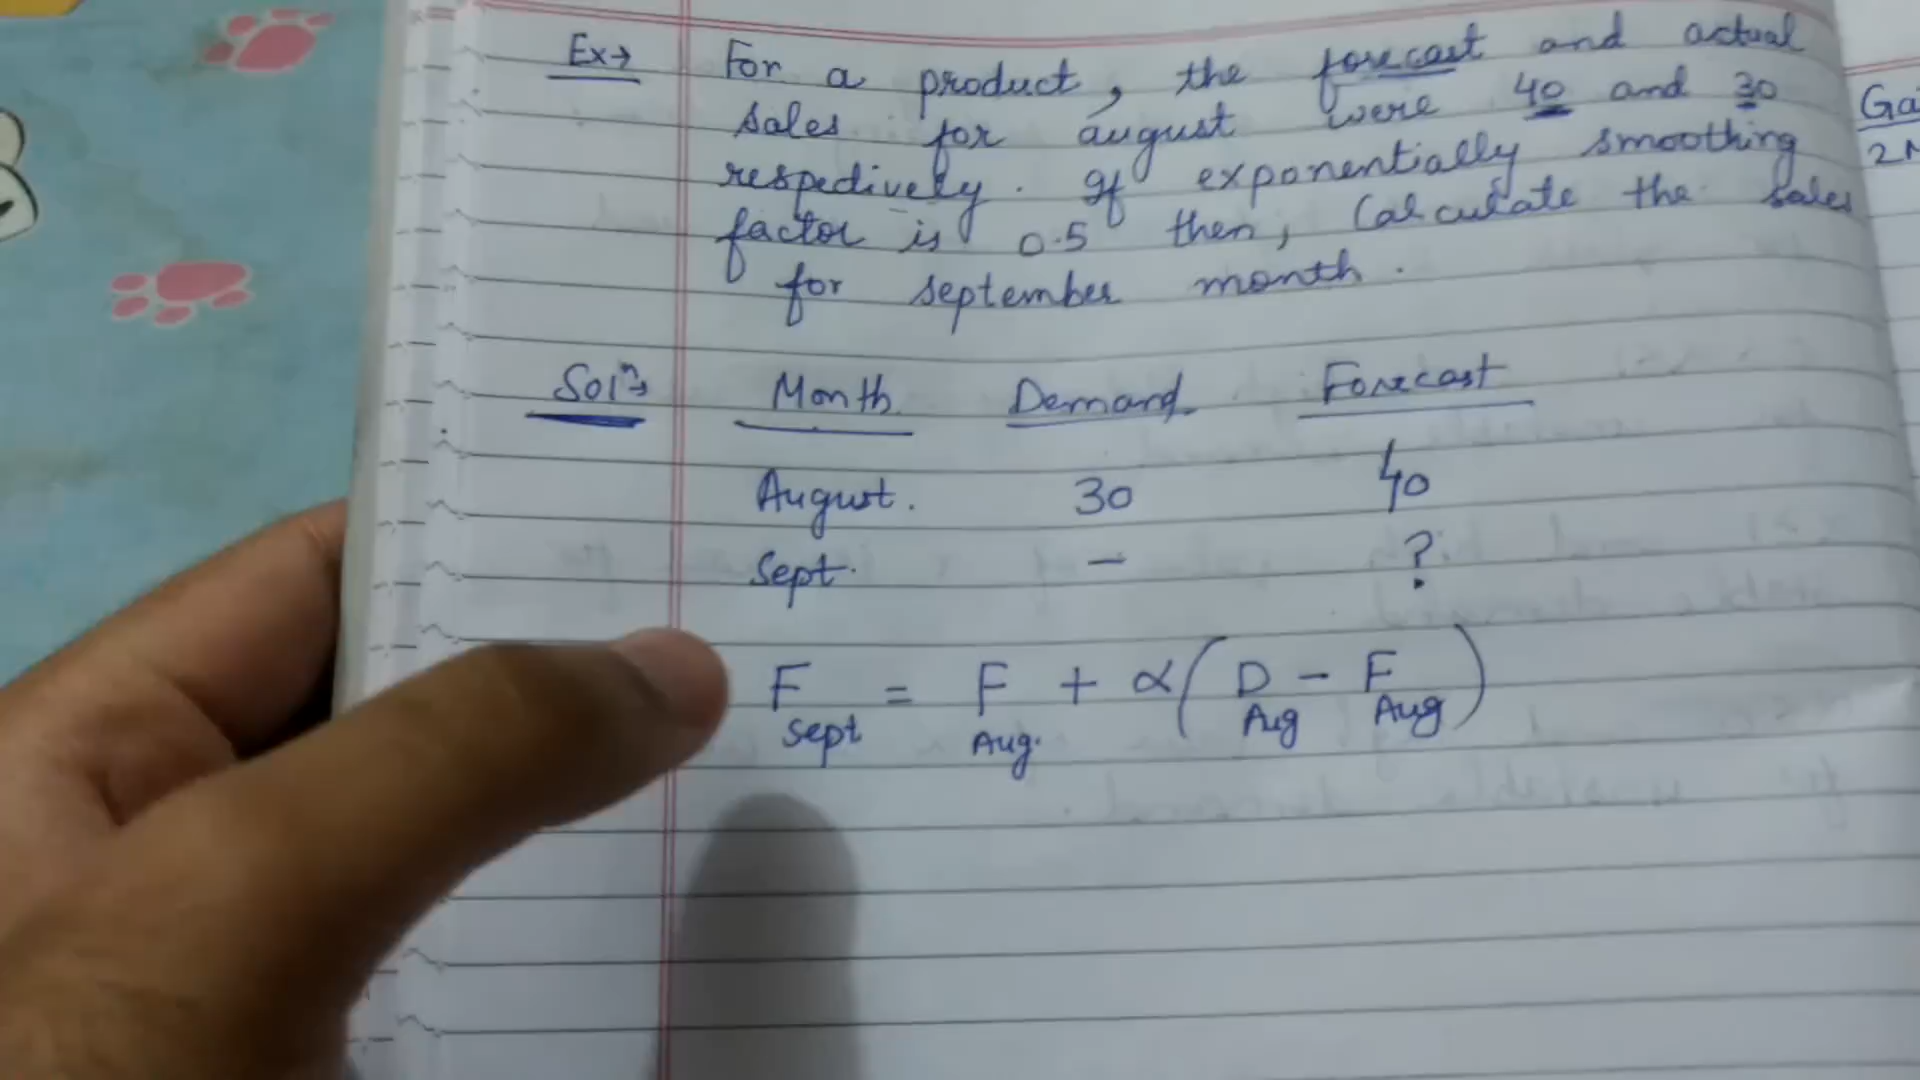 Ex→ For a product, the forecast and actual
sales for august were 40 and 30
respectively. If exponentially smoothing
factor is 0.5 then, Calculate the sales
for september month.
Solⁿ→ Month Demand Forecast
August. 30 40
Sept. — ?
F sept = F Aug. + α(D Aug - F Aug)
2